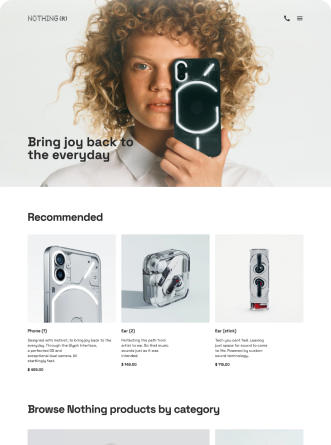 NOTHING (R)
Bring joy back to
the everyday
Recommended
Phone (1)
Designed with instinct, to bring joy back to the
everyday. Through the Glyph Interface,
a perfected OS and
exceptional dual camera. All
startlingly fast.
$ 469.00
Ear (2)
Perfecting the path from
artist to ear. So that music
sounds just as it was
intended.
$ 149.00
Ear (stick)
Tech you can't feel. Leaving
just space for sound to come
to life. Powered by custom
sound technology.
$ 119.00
Browse Nothing products by category